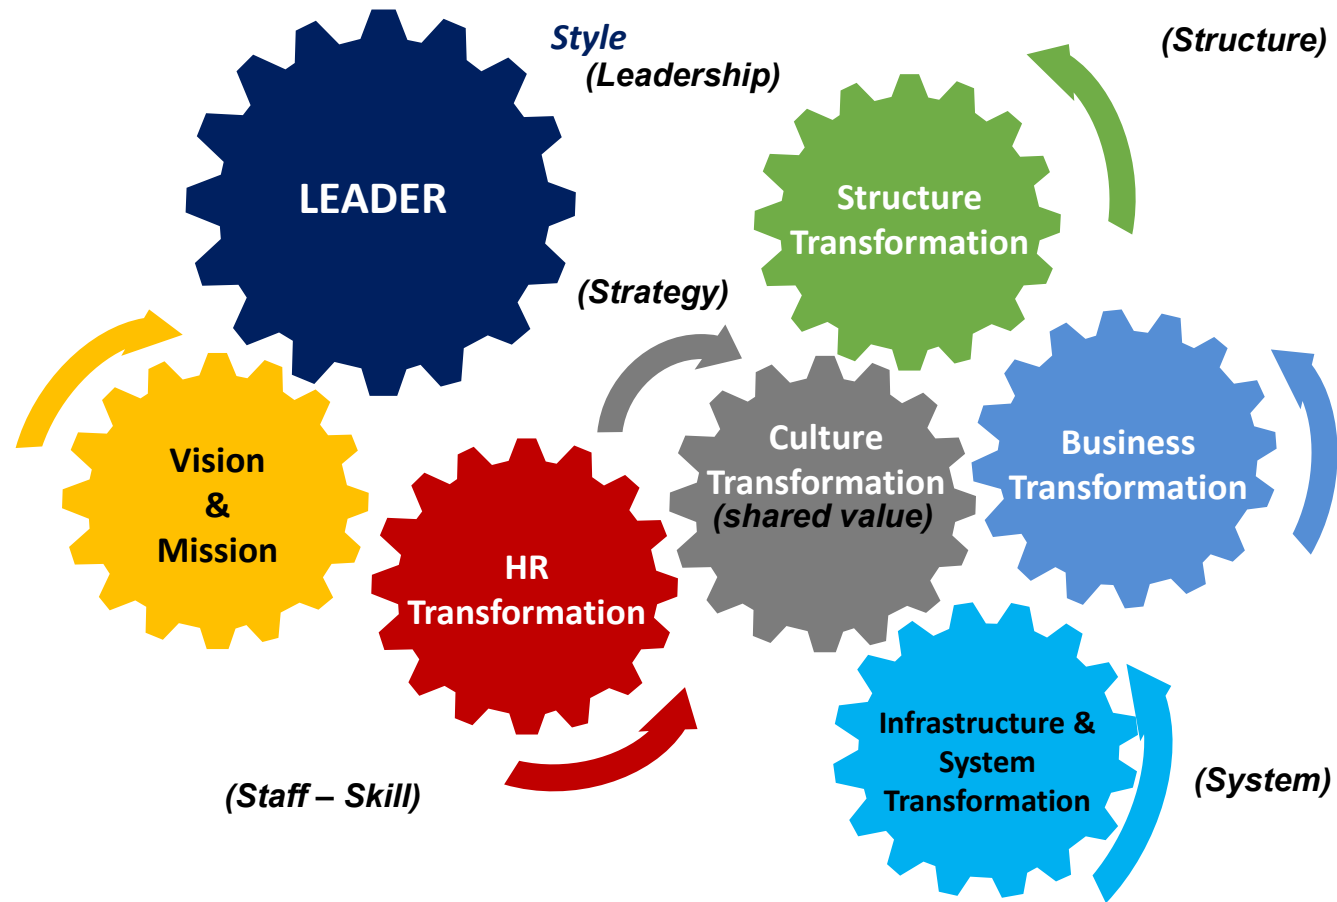 Style
(Leadership)
(Structure)
LEADER
Structure
Transformation
(Strategy)
Vision
&
Mission
HR
Transformation
Culture
Transformation
(shared value)
Business
Transformation
Infrastructure &
System
Transformation
(Staff – Skill)
(System)